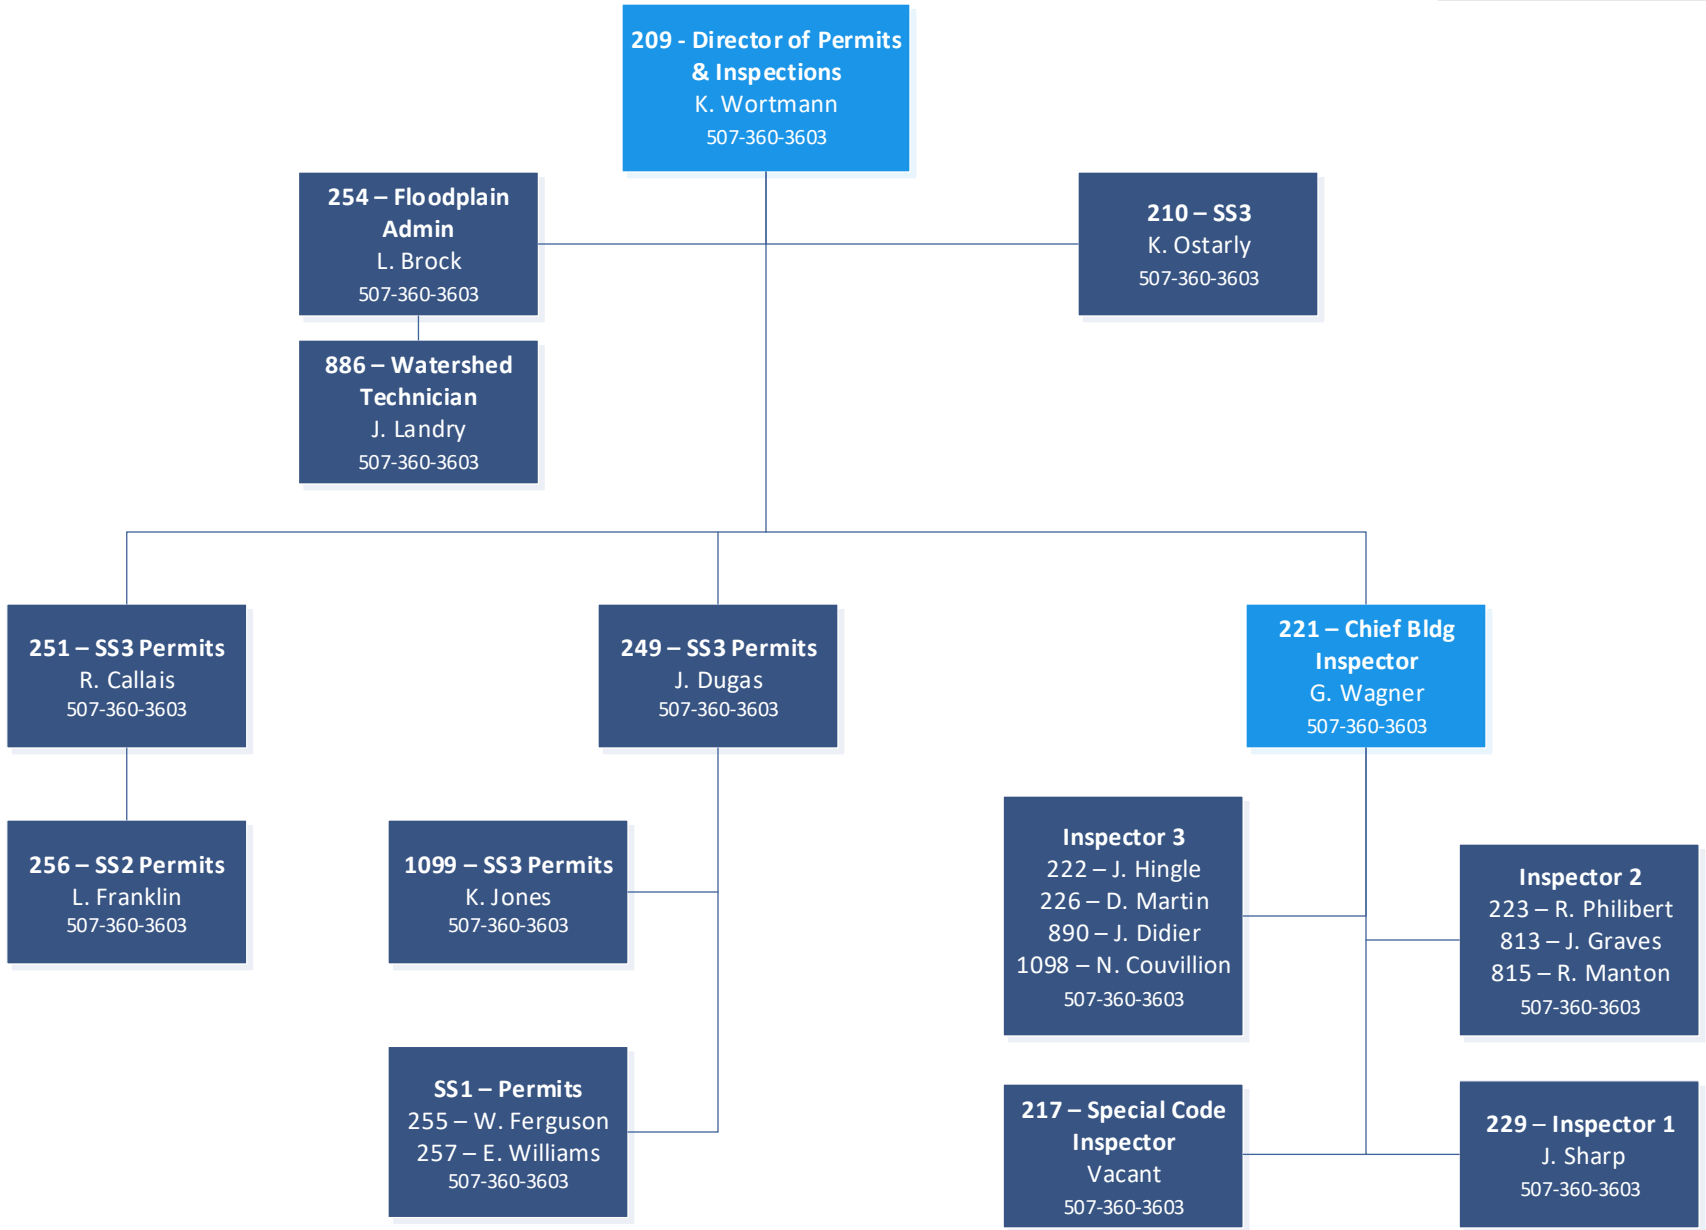 209 - Director of Permits
& Inspections
K. Wortmann
507-360-3603
254 – Floodplain
Admin
L. Brock
507-360-3603
210 – SS3
K. Ostarly
507-360-3603
886 – Watershed
Technician
J. Landry
507-360-3603
251 – SS3 Permits
R. Callais
507-360-3603
249 – SS3 Permits
J. Dugas
507-360-3603
221 – Chief Bldg
Inspector
G. Wagner
507-360-3603
256 – SS2 Permits
L. Franklin
507-360-3603
1099 – SS3 Permits
K. Jones
507-360-3603
Inspector 3
222 – J. Hingle
226 – D. Martin
890 – J. Didier
1098 – N. Couvillion
507-360-3603
Inspector 2
223 – R. Philibert
813 – J. Graves
815 – R. Manton
507-360-3603
SS1 – Permits
255 – W. Ferguson
257 – E. Williams
507-360-3603
217 – Special Code
Inspector
Vacant
507-360-3603
229 – Inspector 1
J. Sharp
507-360-3603